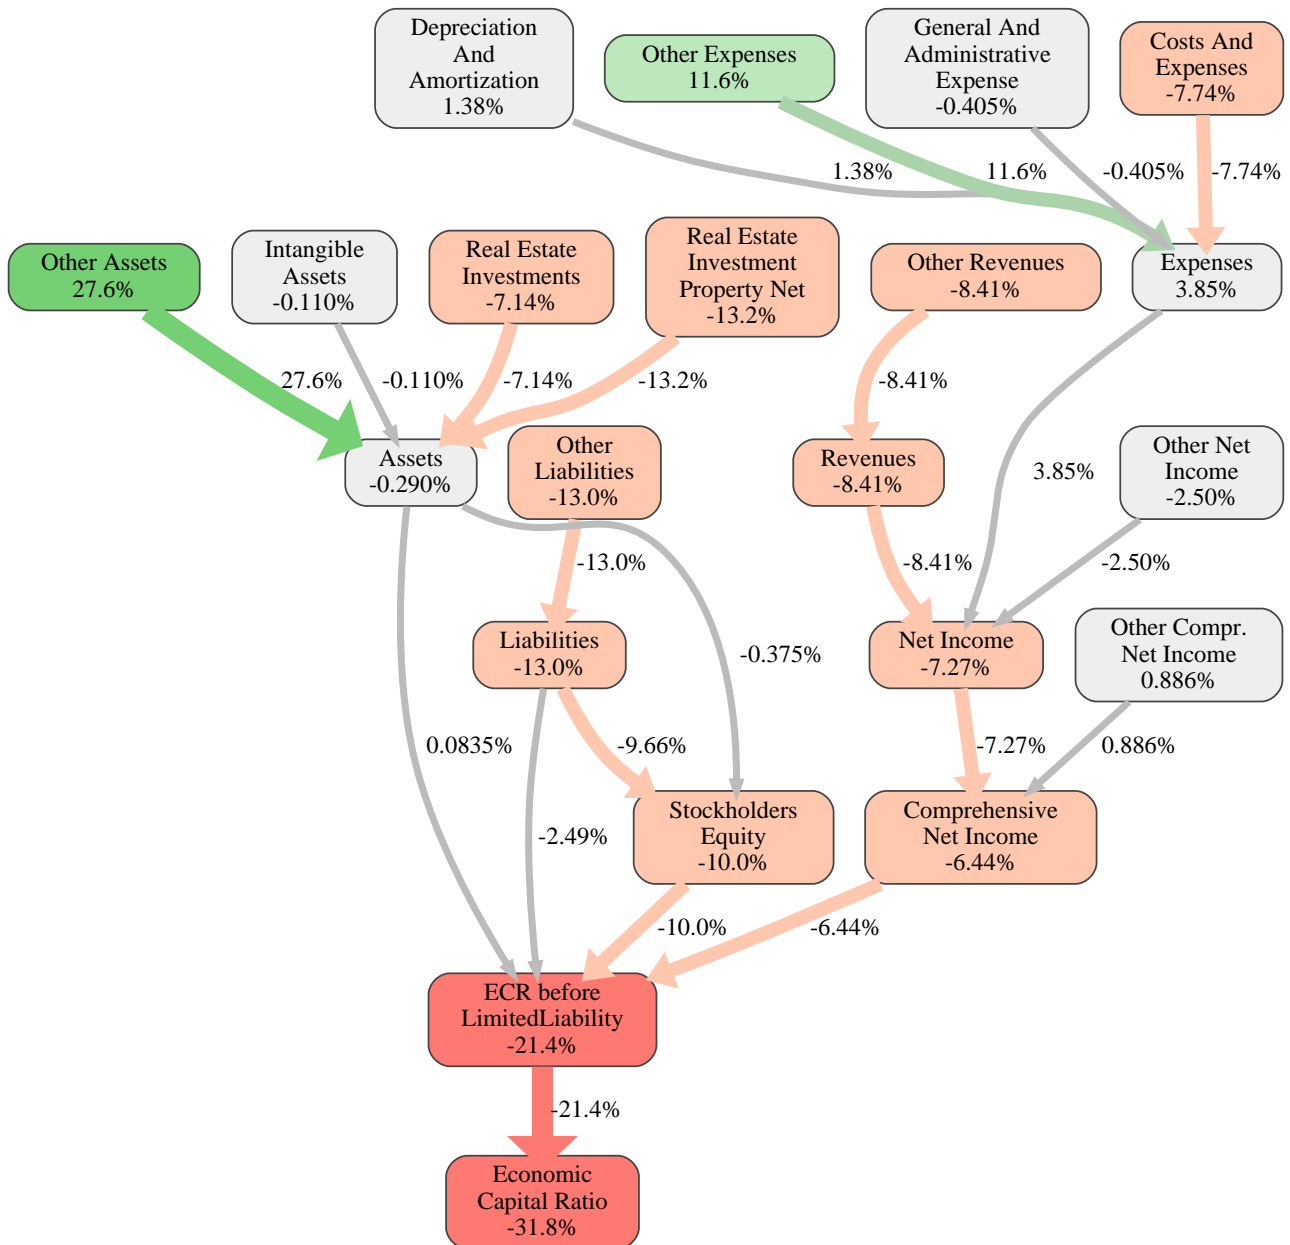 Depreciation
And
Amortization
1.38%
Other Expenses
11.6%
General And
Administrative
Expense
-0.405%
Costs And
Expenses
-7.74%
1.38%
11.6%
-0.405%
-7.74%
Other Assets
27.6%
Intangible
Assets
-0.110%
Real Estate
Investments
-7.14%
Real Estate
Investment
Property Net
-13.2%
Other Revenues
-8.41%
Expenses
3.85%
27.6%
-0.110%
-7.14%
-13.2%
-8.41%
Assets
-0.290%
Other
Liabilities
-13.0%
Revenues
-8.41%
3.85%
Other Net
Income
-2.50%
-13.0%
-8.41%
-2.50%
Liabilities
-13.0%
-0.375%
Net Income
-7.27%
Other Compr.
Net Income
0.886%
0.0835%
-9.66%
-7.27%
0.886%
-2.49%
Stockholders
Equity
-10.0%
Comprehensive
Net Income
-6.44%
-10.0%
-6.44%
ECR before
LimitedLiability
-21.4%
-21.4%
Economic
Capital Ratio
-31.8%